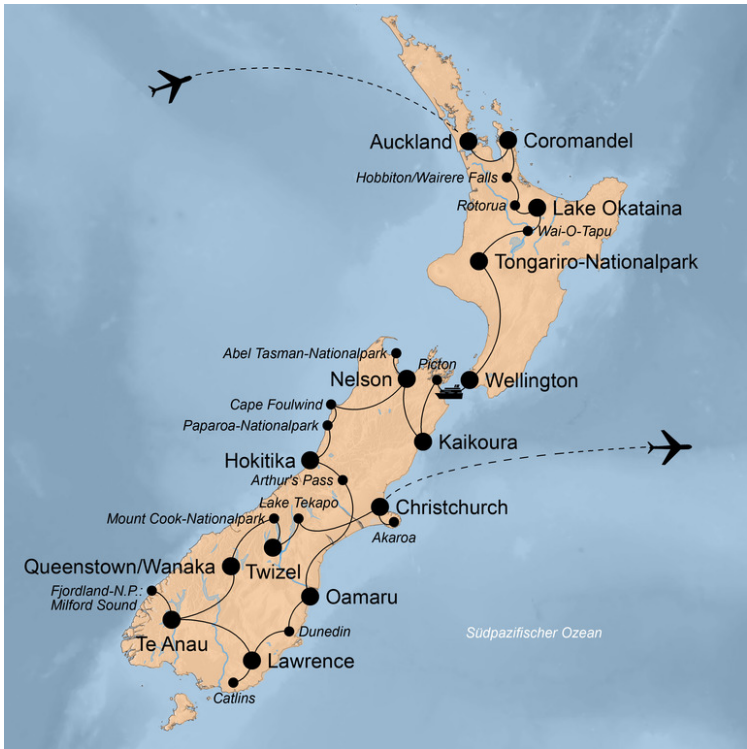 Auckland
Coromandel
Hobbiton/Wairere Falls
Rotorua
Lake Okataina
Wai-O-Tapu
Tongariro-Nationalpark
Abel Tasman-Nationalpark
Picton
Nelson
Wellington
Cape Foulwind
Paparoa-Nationalpark
Kaikoura
Hokitika
Arthur's Pass
Lake Tekapo
Christchurch
Mount Cook-Nationalpark
Akaroa
Queenstown/Wanaka
Twizel
Fjordland-N.P.:
Milford Sound
Oamaru
Te Anau
Dunedin
Südpazifischer Ozean
Lawrence
Catlins